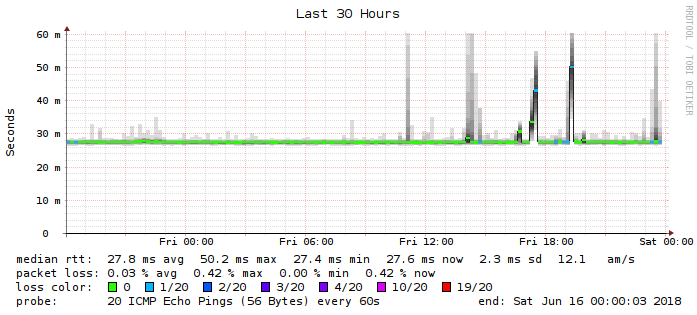 Last 30 Hours
RRDTOOL / TOBI OETIKER
Seconds
60 m
50 m
40 m
30 m
20 m
10 m
0
Fri 00:00 Fri 06:00 Fri 12:00 Fri 18:00 Sat 00:00
median rtt: 27.8 ms avg 50.2 ms max 27.4 ms min 27.6 ms now 2.3 ms sd 12.1 am/s
packet loss: 0.03 % avg 0.42 % max 0.00 % min 0.42 % now
loss color: 0 1/20 2/20 3/20 4/20 10/20 19/20
probe: 20 ICMP Echo Pings (56 Bytes) every 60s end: Sat Jun 16 00:00:03 2018